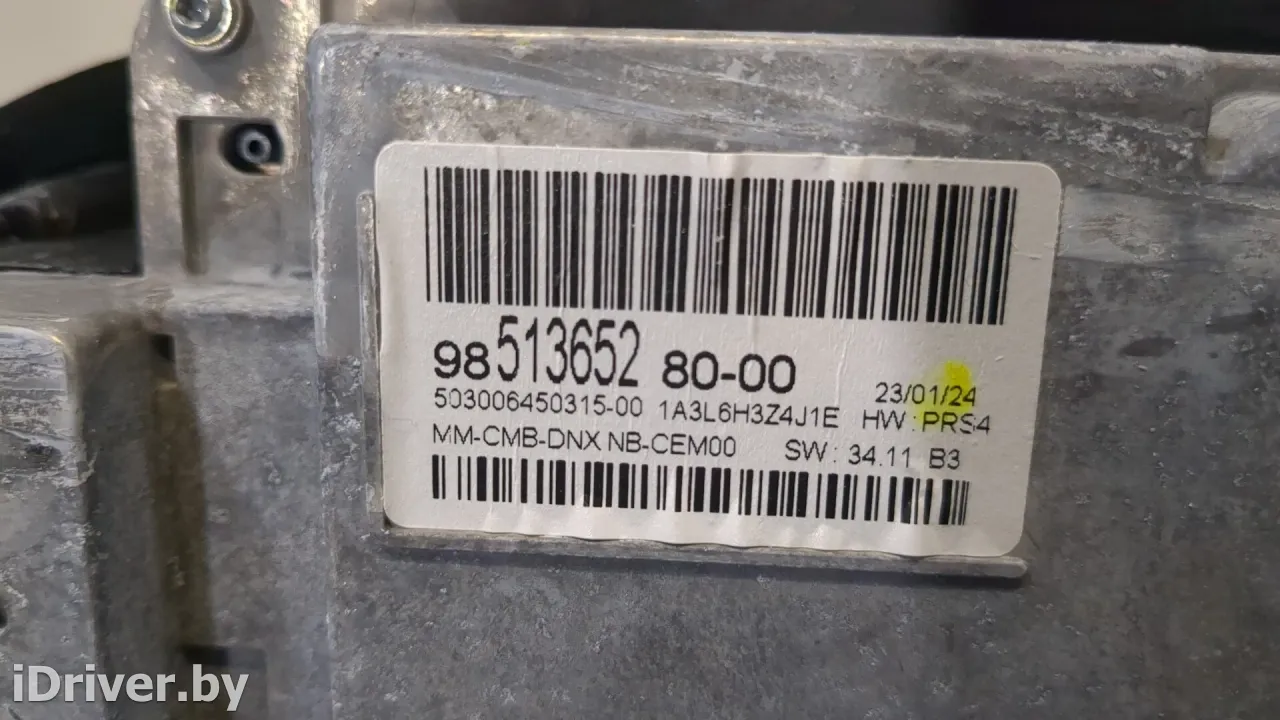 98 513652 80-00
23/01/24
503006450315-00 1A3L6H3Z4J1E HW:PRS4
MM-CMB-DNX NB-CEM00 SW: 34.11 B3
iDriver.by